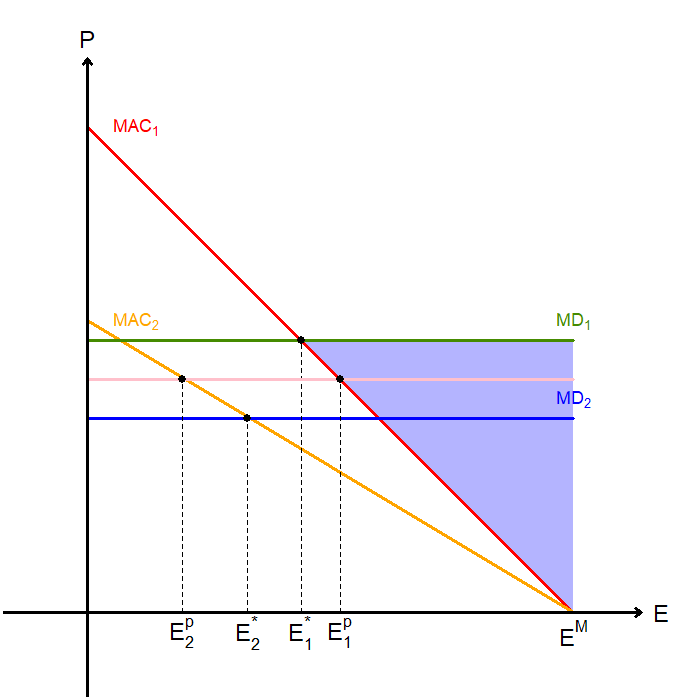 P
MAC₁
MAC₂
MD₁
MD₂
E
E₂ᵖ
E₂*
E₁*
E₁ᵖ
Eᴹ